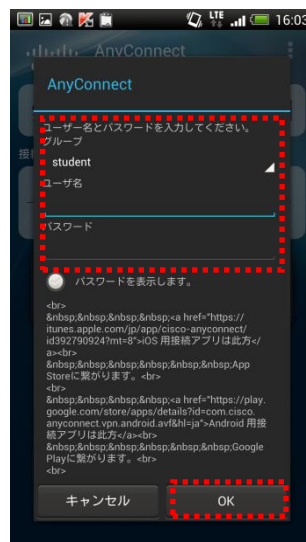 LTE 16:03
AnyConnect
AnyConnect
ユーザー名とパスワードを入力してください。
グループ
接
student
ユーザ名
パスワード
パスワードを表示します。
<br>
&nbsp;&nbsp;&nbsp;&nbsp;<a href="https://
itunes.apple.com/jp/app/cisco-anyconnect/
id392790924?mt=8">iOS 用接続アプリは此方</
a><br>
&nbsp;&nbsp;&nbsp;&nbsp;&nbsp;App
Storeに繋がります。<br>
<br>
&nbsp;&nbsp;&nbsp;&nbsp;<a href="https://play.
google.com/store/apps/details?id=com.cisco.
anyconnect.vpn.android.avf&hl=ja">Android 用接
続アプリは此方</a><br>
&nbsp;&nbsp;&nbsp;&nbsp;&nbsp;Google
Playに繋がります。<br>
<br>
キャンセル OK